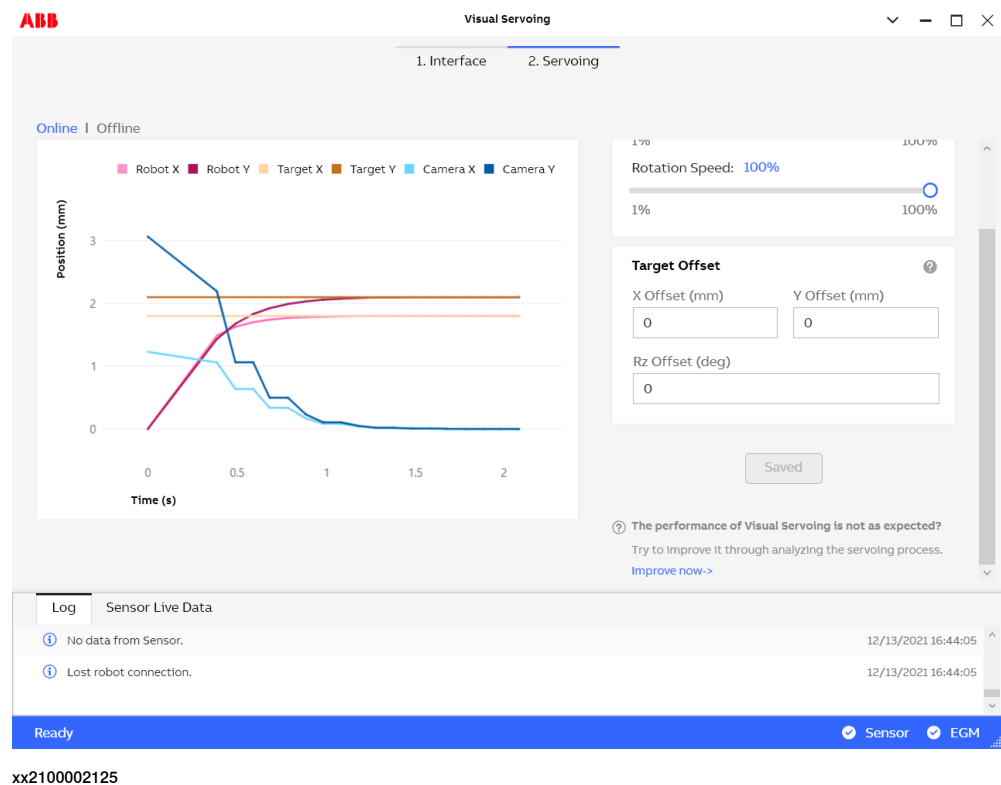 ABB
Visual Servoing
1. Interface
2. Servoing
Online | Offline
Robot X Robot Y Target X Target Y Camera X Camera Y
Position (mm)
3
2
1
0
0 0.5 1 1.5 2
Time (s)
1% 100%
Rotation Speed: 100%
1% 100%
Target Offset ?
X Offset (mm) Y Offset (mm)
0 0
Rz Offset (deg)
0
Saved
? The performance of Visual Servoing is not as expected?
Try to improve it through analyzing the servoing process.
Improve now->
Log Sensor Live Data
No data from Sensor. 12/13/2021 16:44:05
Lost robot connection. 12/13/2021 16:44:05
Ready Sensor EGM
xx2100002125